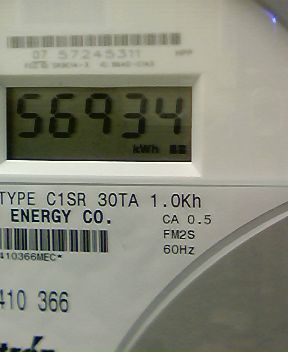 07 57245311 MPP
56934
kWh
TYPE C1SR 30TA 1.0Kh
ENERGY CO. CA 0.5
FM2S
410366MEC* 60Hz
410 366